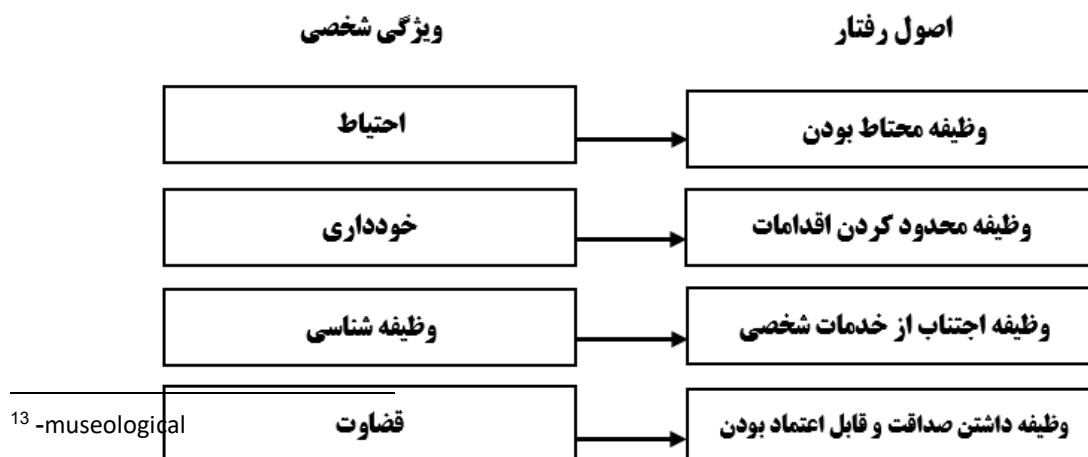 اصول رفتار
ویژگی شخصی
وظیفه محتاط بودن
احتیاط
وظیفه محدود کردن اقدامات
خودداری
وظیفه اجتناب از خدمات شخصی
وظیفه شناسی
وظیفه داشتن صداقت و قابل اعتماد بودن
قضاوت
13 -museological